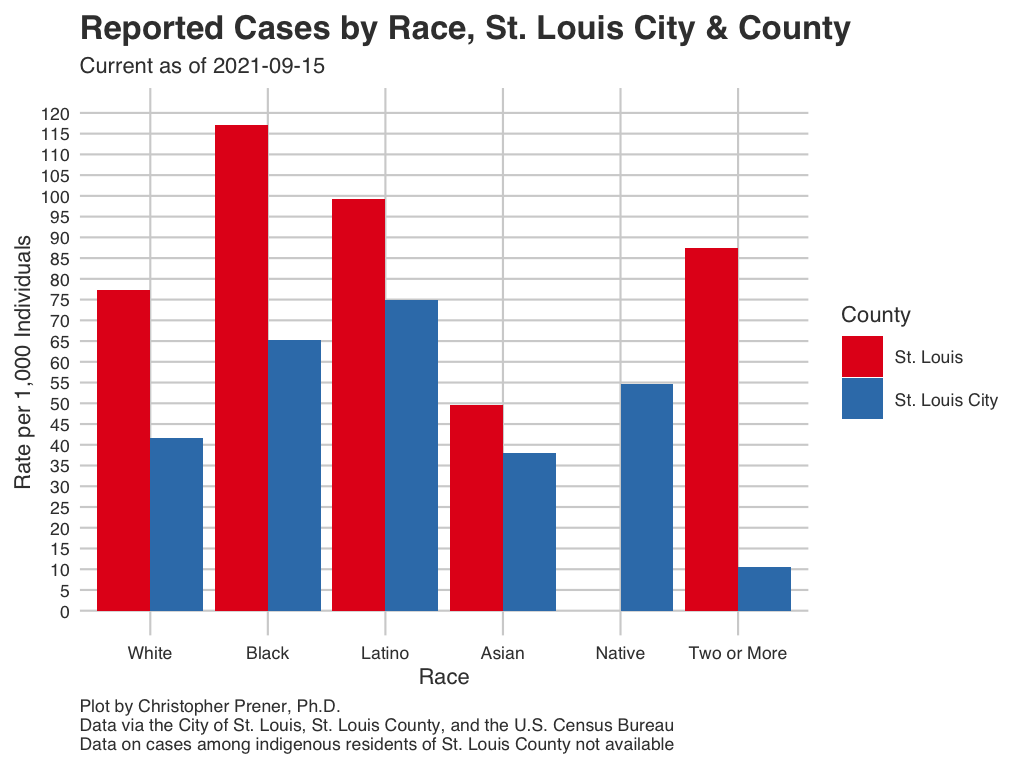 Reported Cases by Race, St. Louis City & County
Current as of 2021-09-15
120
115
110
105
100
95
90
85
80
75
70
65
60
55
50
45
40
35
30
25
20
15
10
5
0
Rate per 1,000 Individuals
White Black Latino Asian Native Two or More
Race
County
St. Louis
St. Louis City
Plot by Christopher Prener, Ph.D.
Data via the City of St. Louis, St. Louis County, and the U.S. Census Bureau
Data on cases among indigenous residents of St. Louis County not available